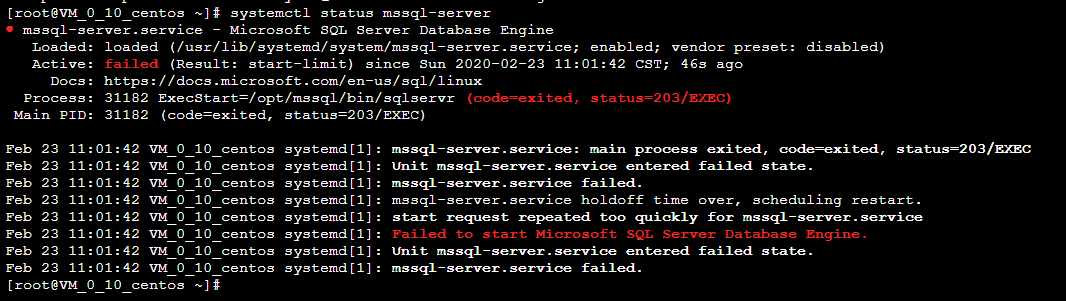 [root@VM_0_10_centos ~]# systemctl status mssql-server
● mssql-server.service - Microsoft SQL Server Database Engine
   Loaded: loaded (/usr/lib/systemd/system/mssql-server.service; enabled; vendor preset: disabled)
   Active: failed (Result: start-limit) since Sun 2020-02-23 11:01:42 CST; 46s ago
     Docs: https://docs.microsoft.com/en-us/sql/linux
  Process: 31182 ExecStart=/opt/mssql/bin/sqlservr (code=exited, status=203/EXEC)
 Main PID: 31182 (code=exited, status=203/EXEC)

Feb 23 11:01:42 VM_0_10_centos systemd[1]: mssql-server.service: main process exited, code=exited, status=203/EXEC
Feb 23 11:01:42 VM_0_10_centos systemd[1]: Unit mssql-server.service entered failed state.
Feb 23 11:01:42 VM_0_10_centos systemd[1]: mssql-server.service failed.
Feb 23 11:01:42 VM_0_10_centos systemd[1]: mssql-server.service holdoff time over, scheduling restart.
Feb 23 11:01:42 VM_0_10_centos systemd[1]: start request repeated too quickly for mssql-server.service
Feb 23 11:01:42 VM_0_10_centos systemd[1]: Failed to start Microsoft SQL Server Database Engine.
Feb 23 11:01:42 VM_0_10_centos systemd[1]: Unit mssql-server.service entered failed state.
Feb 23 11:01:42 VM_0_10_centos systemd[1]: mssql-server.service failed.
[root@VM_0_10_centos ~]#